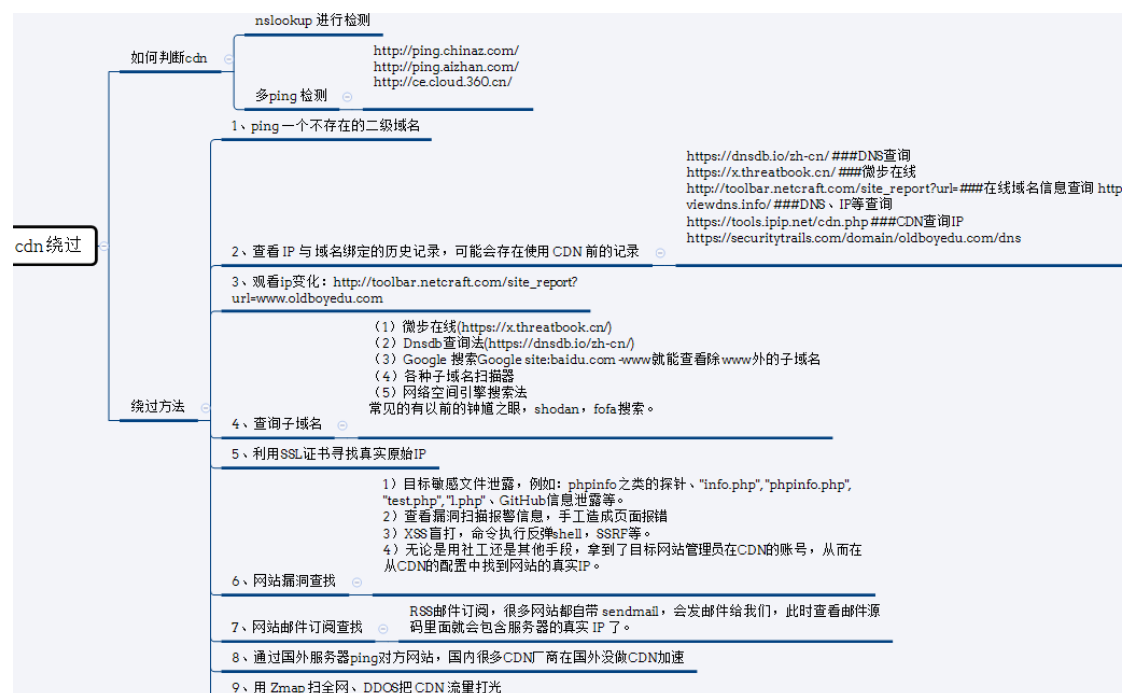 nslookup 进行检测
如何判断cdn
http://ping.chinaz.com/
http://ping.aizhan.com/
http://ce.cloud.360.cn/
多ping 检测
cdn 绕过
1、ping 一个不存在的二级域名
https://dnsdb.io/zh-cn/ ###DNS查询
https://x.threatbook.cn/ ###微步在线
http://toolbar.netcraft.com/site_report?url= ###在线域名信息查询 http
viewdns.info/ ###DNS、IP等查询
https://tools.ipip.net/cdn.php ###CDN查询IP
https://securitytrails.com/domain/oldboyedu.com/dns
2、查看 IP 与 域名绑定的历史记录，可能会存在使用 CDN 前的记录
3、观看ip变化：http://toolbar.netcraft.com/site_report?
url=www.oldboyedu.com
（1）微步在线(https://x.threatbook.cn/)
（2）Dnsdb查询法(https://dnsdb.io/zh-cn/)
（3）Google 搜索Google site:baidu.com -www就能查看除www外的子域名
（4）各种子域名扫描器
（5）网络空间引擎搜索法
常见的有以前的钟馗之眼，shodan，fofa搜索。
绕过方法
4、查询子域名
5、利用SSL证书寻找真实原始IP
1）目标敏感文件泄露，例如：phpinfo之类的探针、"info.php", "phpinfo.php",
"test.php", "l.php"、GitHub信息泄露等。
2）查看漏洞扫描报警信息，手工造成页面报错
3）XSS盲打，命令执行反弹shell，SSRF等。
4）无论是用社工还是其他手段，拿到了目标网站管理员在CDN的账号，从而在
从CDN的配置中找到网站的真实IP。
6、网站漏洞查找
RSS邮件订阅，很多网站都自带 sendmail，会发邮件给我们，此时查看邮件源
码里面就会包含服务器的真实 IP 了。
7、网站邮件订阅查找
8、通过国外服务器ping对方网站，国内很多CDN厂商在国外没做CDN加速
9、用 Zmap 扫全网、DDOS把 CDN 流量打光